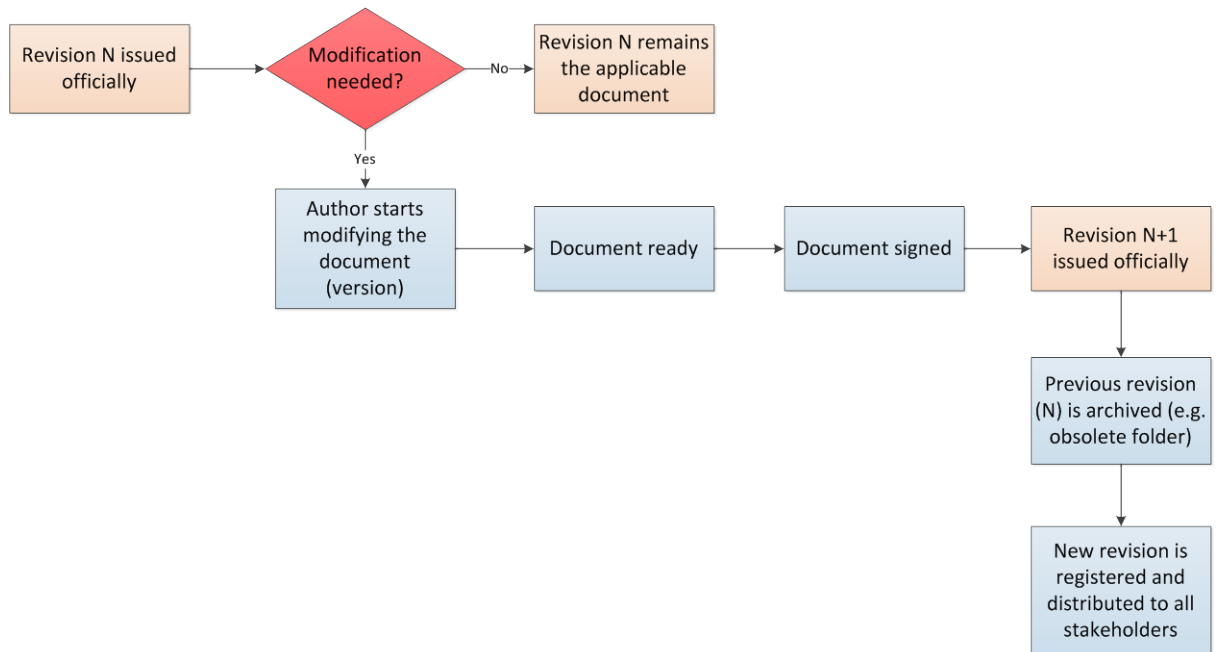 Revision N issued
officially
Modification
needed?
No
Revision N remains
the applicable
document
Yes
Author starts
modifying the
document
(version)
Document ready
Document signed
Revision N+1
issued officially
Previous revision
(N) is archived (e.g.
obsolete folder)
New revision is
registered and
distributed to all
stakeholders